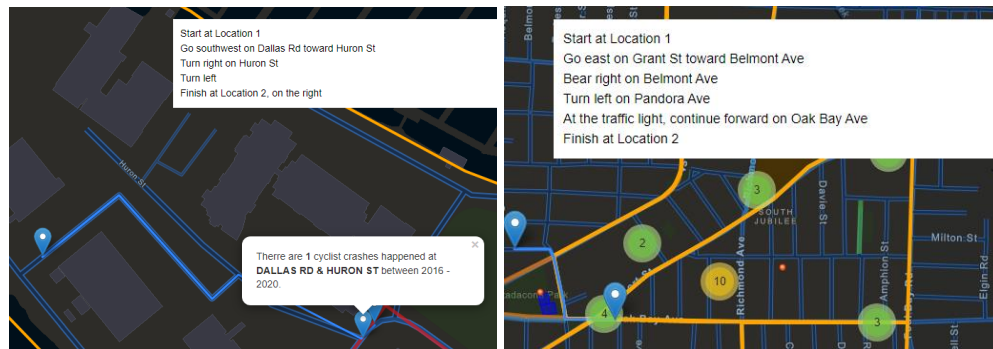 Start at Location 1
Go southwest on Dallas Rd toward Huron St
Turn right on Huron St
Turn left
Finish at Location 2, on the right
Huron St
×
Therre are 1 cyclist crashes happened at
DALLAS RD & HURON ST between 2016 -
2020.
Belmon
Start at Location 1
Go east on Grant St toward Belmont Ave
Bear right on Belmont Ave
Turn left on Pandora Ave
At the traffic light, continue forward on Oak Bay Ave
Finish at Location 2
3
SOUTH
JUBILEE
Davie St
2
Richmond Ave
10
Milton St
Amphion St
Elgin Rd
4
3